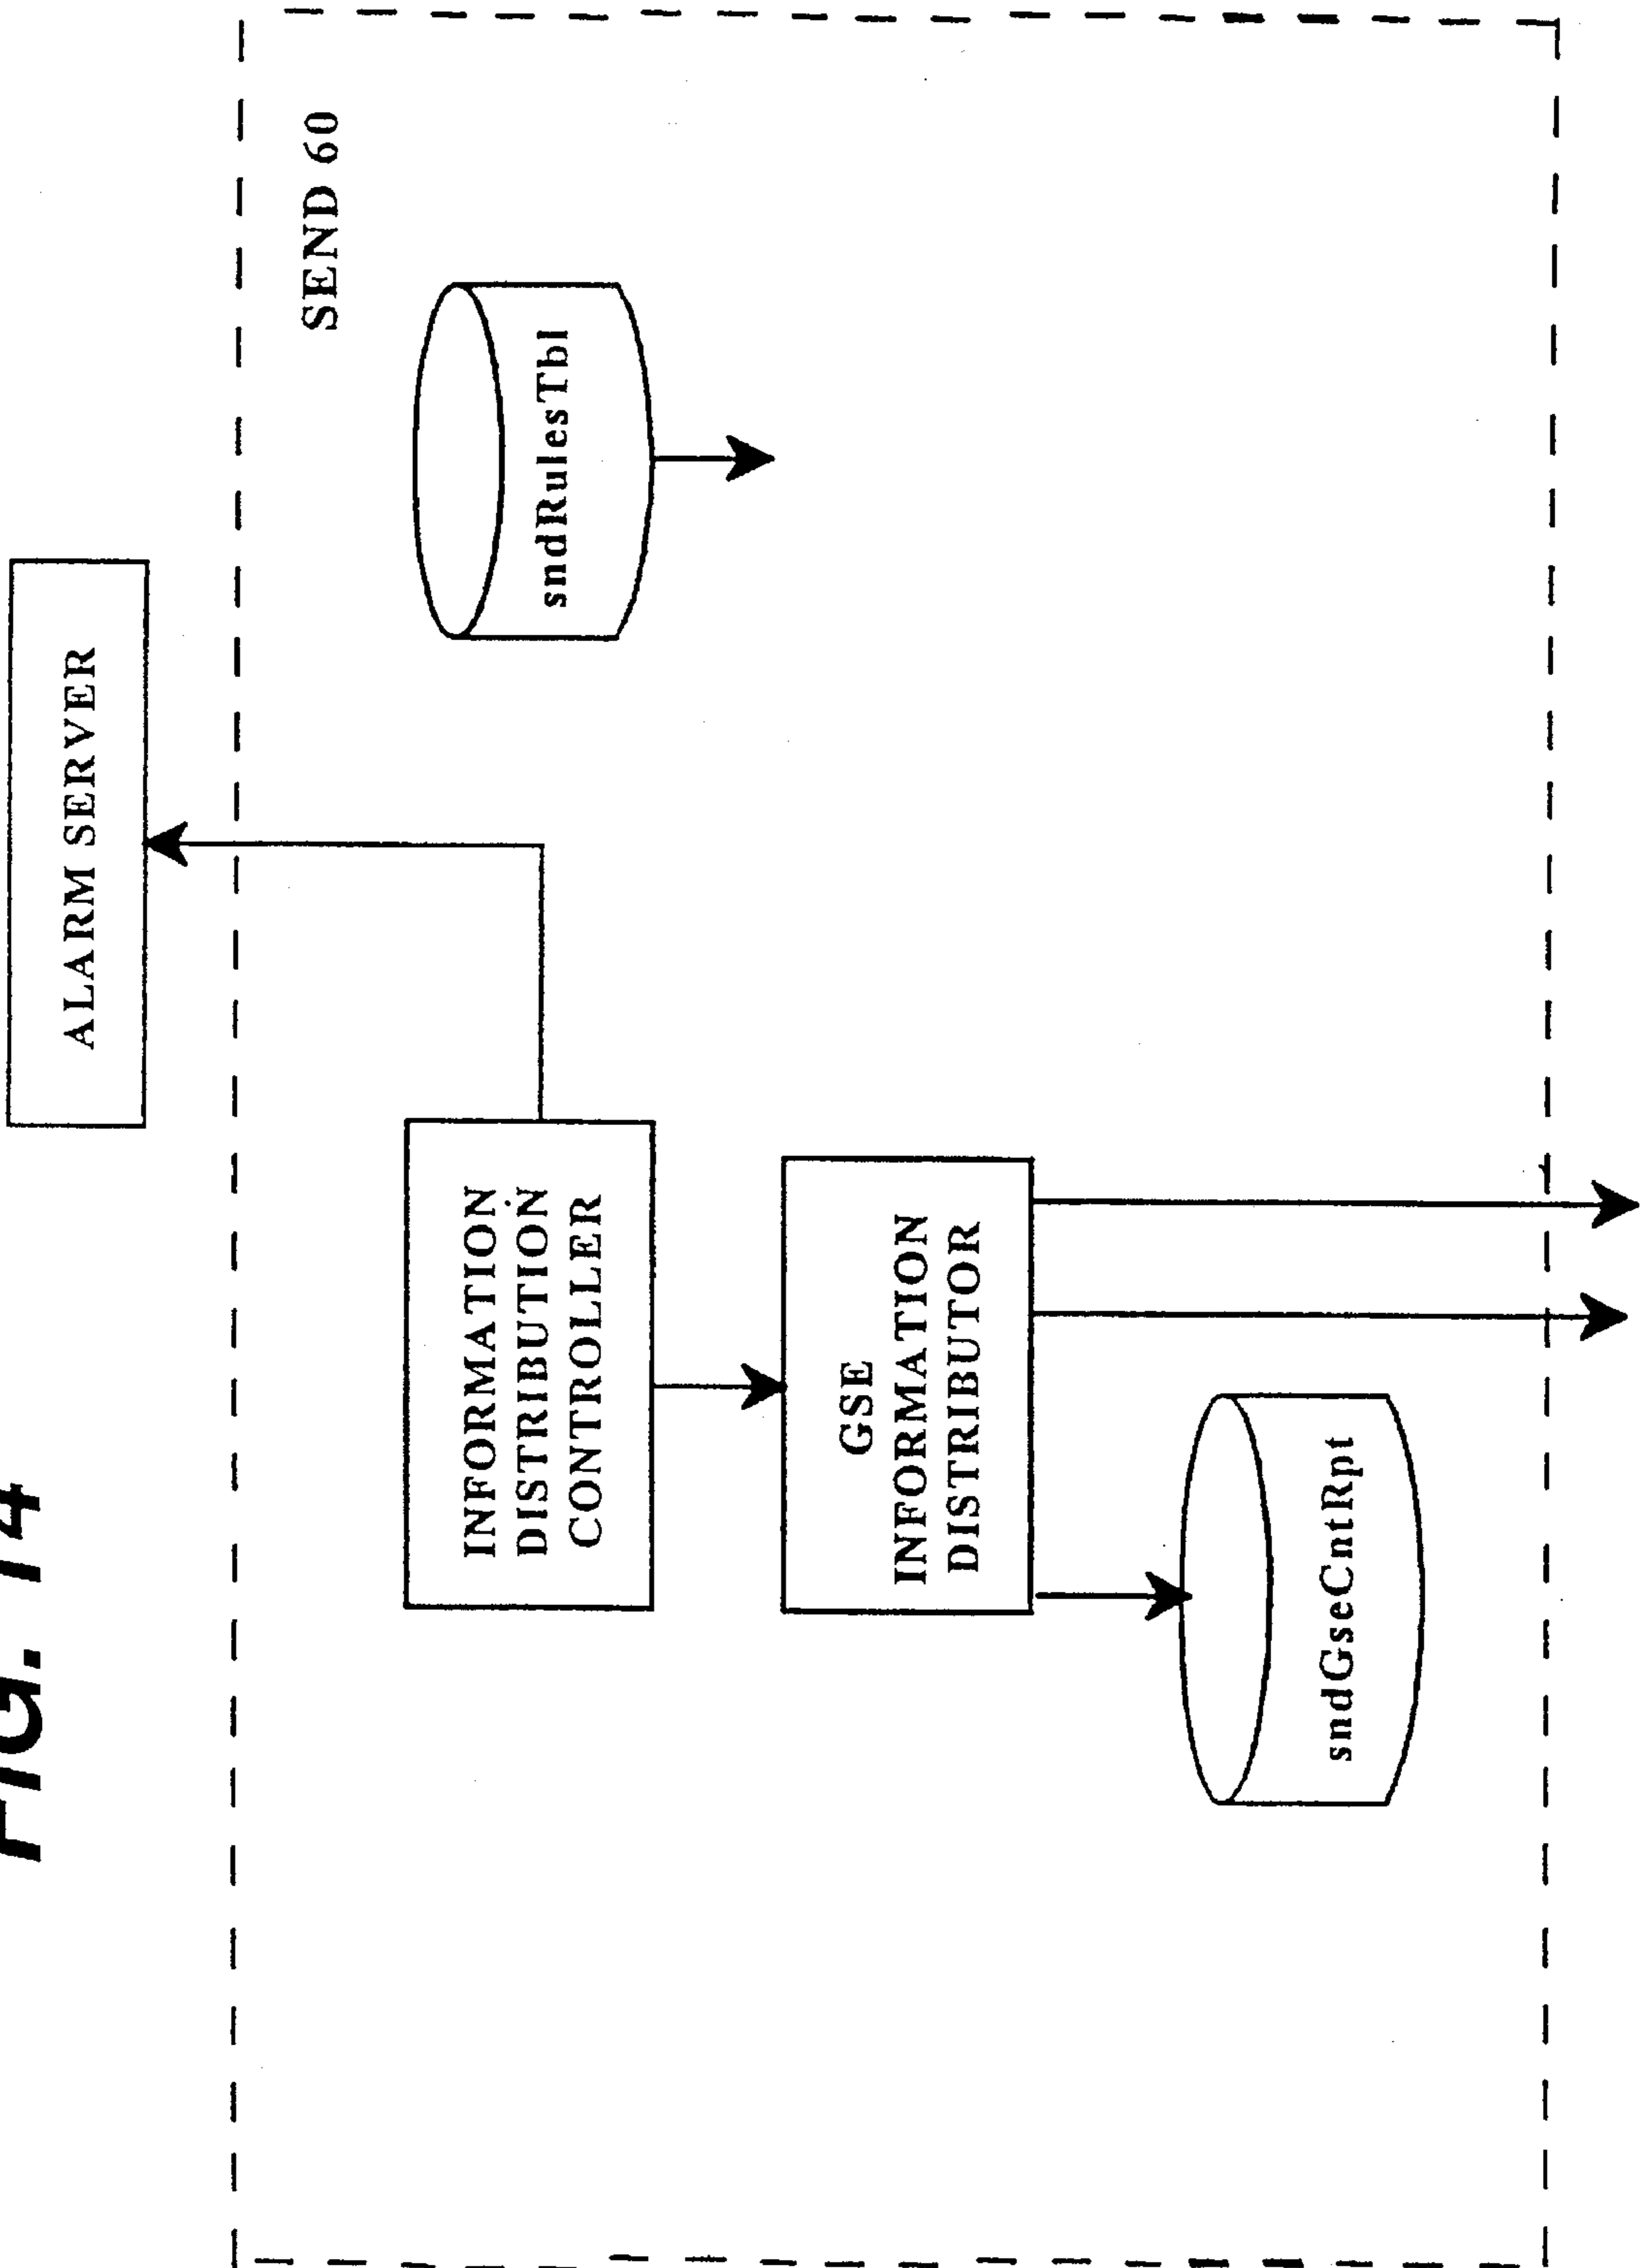 FIG. 14
ALARM SERVER
SEND 60
INFORMATION
DISTRIBUTION
CONTROLLER
sndRulesTbl
GSE
INFORMATION
DISTRIBUTOR
sndGseCntRpt